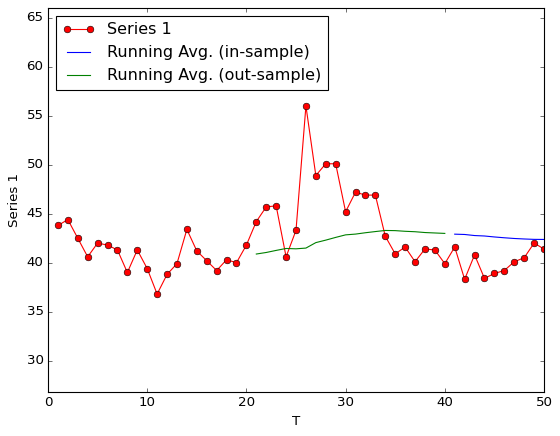 65
60
55
50
45
40
35
30
Series 1
Series 1
Running Avg. (in-sample)
Running Avg. (out-sample)
0 10 20 30 40 50
T